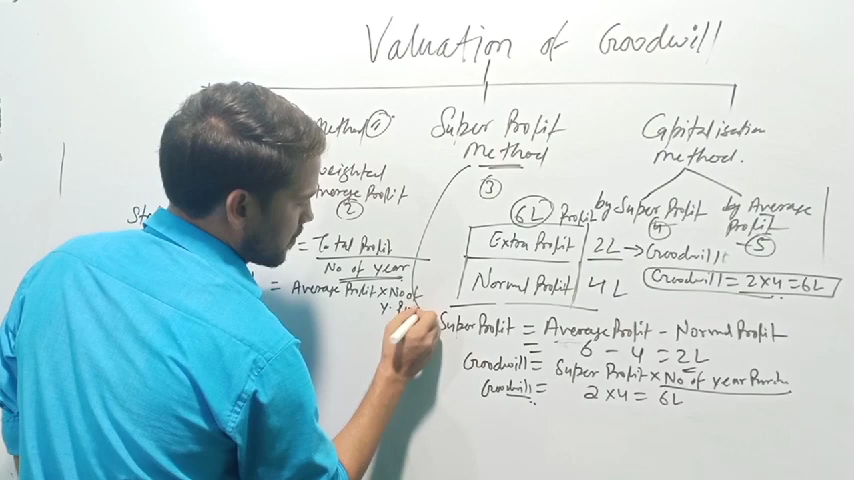 Valuation of Goodwill
Method 1
weighted
Average Profit
2
= Total Profit
No of year
= Average Profit × No of
Super Profit
Method
3
6L Profit
Extra Profit 2L → Goodwill
Normal Profit 4L
Capitalisation
Method.
by Super Profit
4
by Average
Profit
5
Goodwill = 2×4 = 6L
Super Profit = Average Profit - Normal Profit
= 6 - 4 = 2L
Goodwill = Super Profit × No of year Purch
Goodwill = 2×4 = 6L